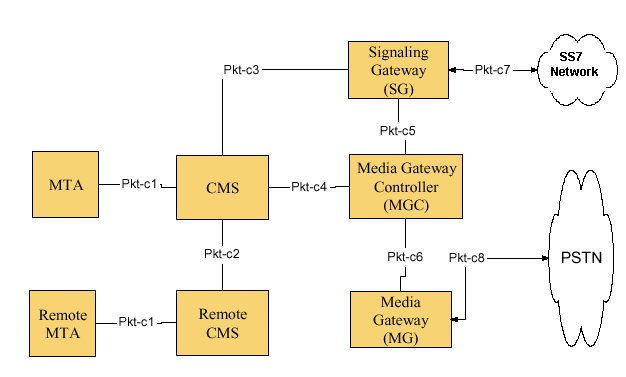 Signaling
Gateway
(SG)
Pkt-c3
Pkt-c7
SS7
Network
Pkt-c5
MTA
Pkt-c1
CMS
Pkt-c4
Media Gateway
Controller
(MGC)
Pkt-c2
Pkt-c6
Pkt-c8
PSTN
Remote
MTA
Pkt-c1
Remote
CMS
Media
Gateway
(MG)